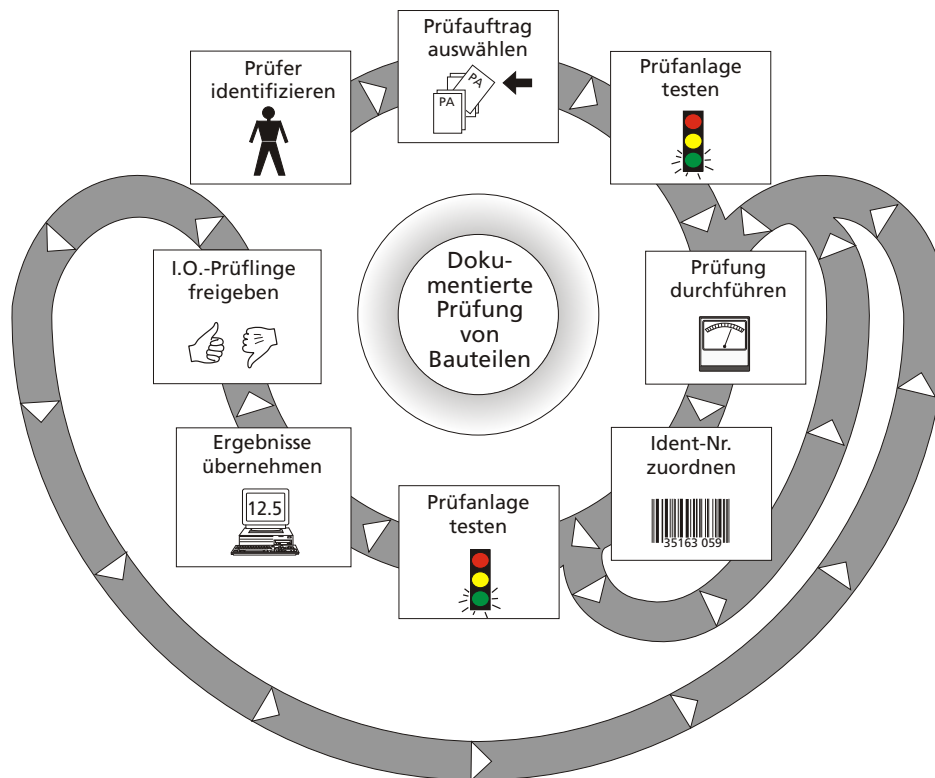 Prüfauftrag
auswählen
PA
PA
Prüfer
identifizieren
Prüfanlage
testen
I.O.-Prüflinge
freigeben
Doku-
mentierte
Prüfung
von
Bauteilen
Prüfung
durchführen
Ergebnisse
übernehmen
12.5
Prüfanlage
testen
Ident-Nr.
zuordnen
35163 059